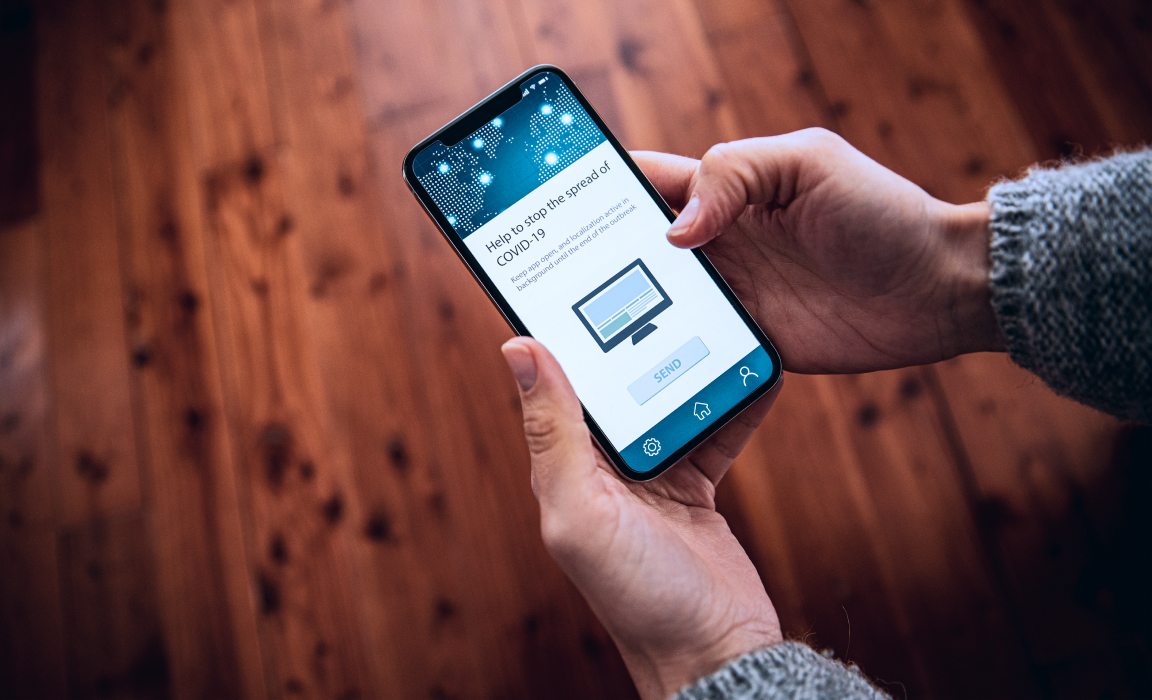 Help to stop the spread of
COVID-19
Keep app open, and localization active in
background until the end of the outbreak
SEND